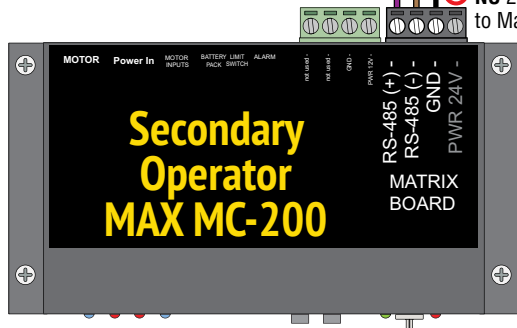 NO 2
to Ma
MOTOR
Power In
MOTOR
INPUTS
BATTERY
PACK
LIMIT
SWITCH
ALARM
not used -
not used -
GND -
PWR 12V -
RS-485 (+) -
RS-485 (-) -
GND -
PWR 24V -
Secondary
Operator
MAX MC-200
MATRIX
BOARD